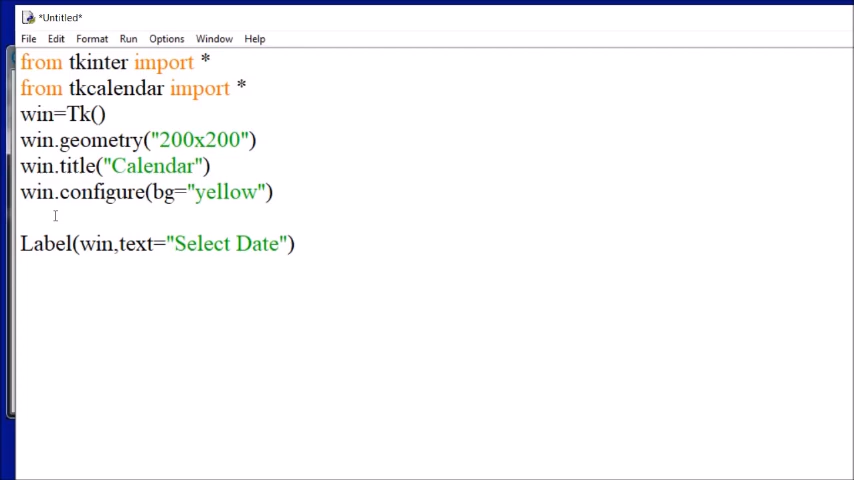 *Untitled*
File Edit Format Run Options Window Help
from tkinter import *
from tkcalendar import *
win=Tk()
win.geometry("200x200")
win.title("Calendar")
win.configure(bg="yellow")
Label(win,text="Select Date")